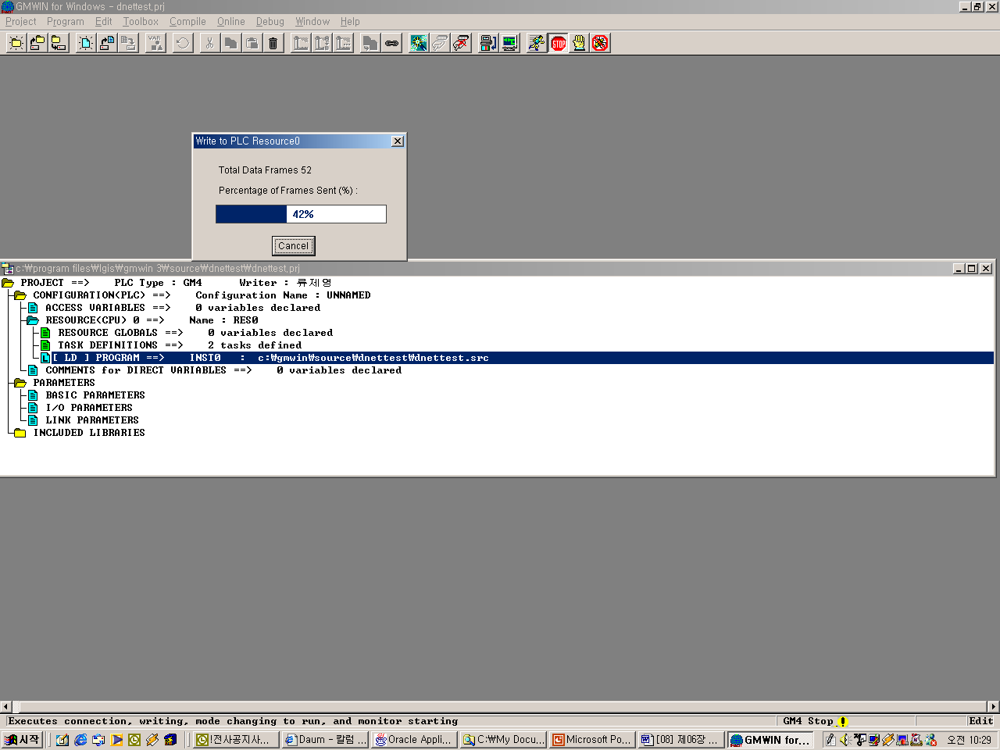 GMWIN for Windows - dnettest.prj
Project Program Edit Toolbox Compile Online Debug Window Help
VAR
STOP
Write to PLC Resource0
Total Data Frames 52
Percentage of Frames Sent (%) :
42%
Cancel
c:₩program files₩lgis₩gmwin 3₩source₩dnettest₩dnettest.prj
PROJECT ==> PLC Type : GM4 Writer : 류제영
CONFIGURATION(PLC) ==> Configuration Name : UNNAMED
ACCESS VARIABLES ==> 0 variables declared
RESOURCE(CPU) 0 ==> Name : RES0
RESOURCE GLOBALS ==> 0 variables declared
TASK DEFINITIONS ==> 2 tasks defined
L [ LD ] PROGRAM ==> INST0 : c:₩gmwin₩source₩dnettest₩dnettest.src
COMMENTS for DIRECT VARIABLES ==> 0 variables declared
PARAMETERS
BASIC PARAMETERS
I/O PARAMETERS
LINK PARAMETERS
INCLUDED LIBRARIES
Executes connection, writing, mode changing to run, and monitor starting GM4 Stop ! Edit
시작 !전사공지사... Daum - 칼럼 ... Oracle Appli... C:₩My Docu... Microsoft Po... [08] 제06장 ... GMWIN for... 오전 10:29